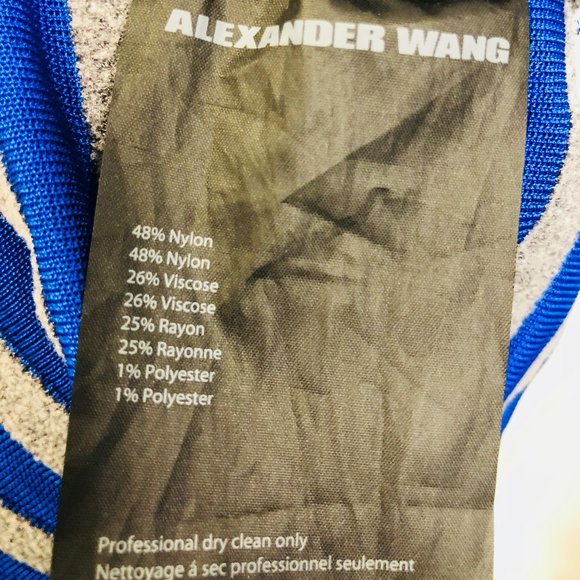 ALEXANDER WANG
48% Nylon
48% Nylon
26% Viscose
26% Viscose
25% Rayon
25% Rayonne
1% Polyester
1% Polyester
Professional dry clean only
Nettoyage á sec professionnel seulement